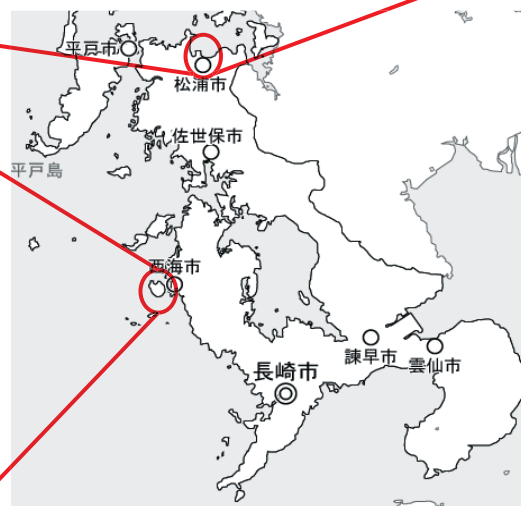 平戸市
松浦市
佐世保市
平戸島
西海市
諫早市
雲仙市
長崎市